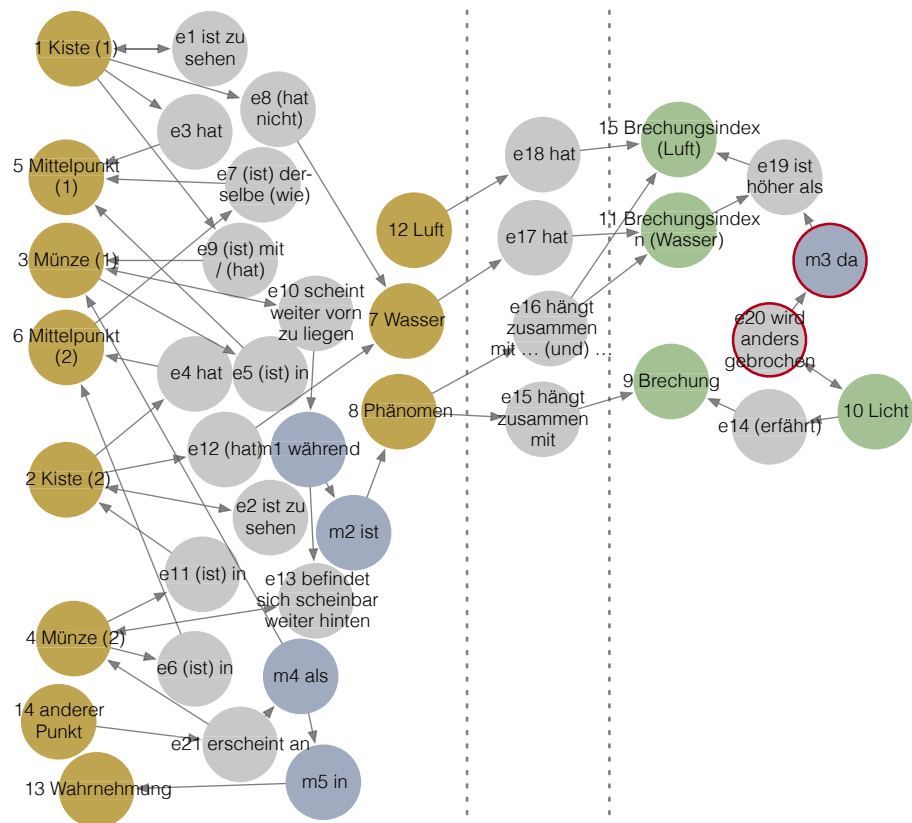 1 Kiste (1)
e1 ist zu
sehen
e8 (hat
nicht)
e3 hat
5 Mittelpunkt
(1)
e7 (ist) der-
selbe (wie)
3 Münze (1)
e9 (ist) mit
/ (hat)
e10 scheint
weiter vorn
zu liegen
6 Mittelpunkt
(2)
e4 hat
e5 (ist) in
e12 (hat)
m1 während
2 Kiste (2)
e2 ist zu
sehen
m2 ist
e11 (ist) in
e13 befindet
sich scheinbar
weiter hinten
4 Münze (2)
e6 (ist) in
m4 als
14 anderer
Punkt
e21 erscheint an
m5 in
13 Wahrnehmung
12 Luft
7 Wasser
8 Phänomen
e18 hat
e17 hat
e16 hängt
zusammen
mit … (und) …
e15 hängt
zusammen
mit
15 Brechungsindex
(Luft)
11 Brechungsindex
n (Wasser)
e19 ist
höher als
m3 da
e20 wird
anders
gebrochen
9 Brechung
e14 (erfährt)
10 Licht